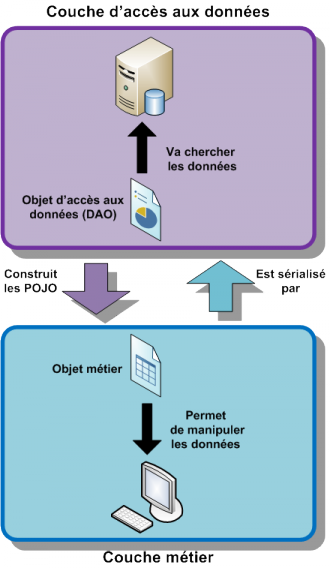 Couche d'accès aux données
Va chercher
les données
Objet d'accès aux
données (DAO)
Construit
les POJO
Est sérialisé
par
Objet métier
Permet
de manipuler
les données
Couche métier